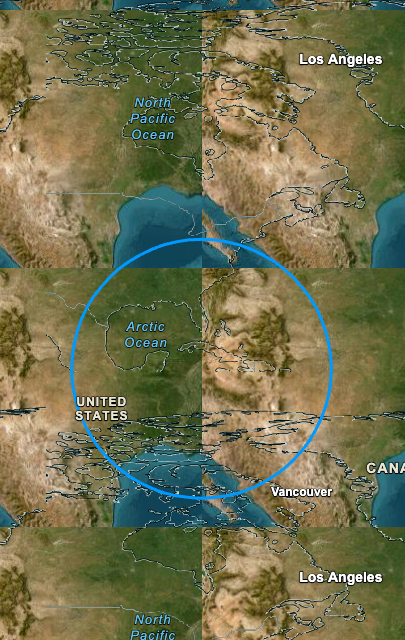 Los Angeles
North
Pacific
Ocean
Arctic
Ocean
UNITED
STATES
CANA
Vancouver
Los Angeles
North
Pacific